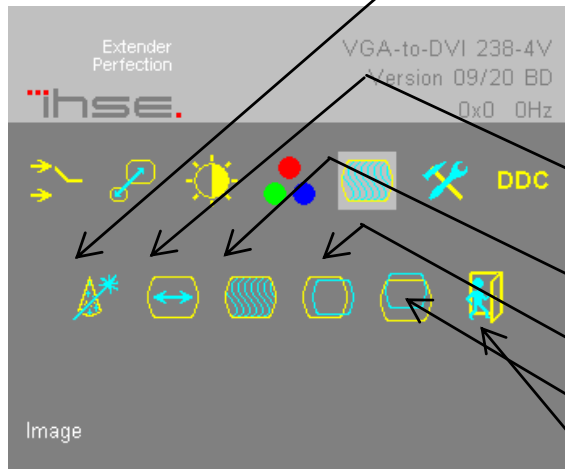 Extender
Perfection
ihse.
VGA-to-DVI 238-4V
Version 09/20 BD
0x0 0Hz
DDC
Image